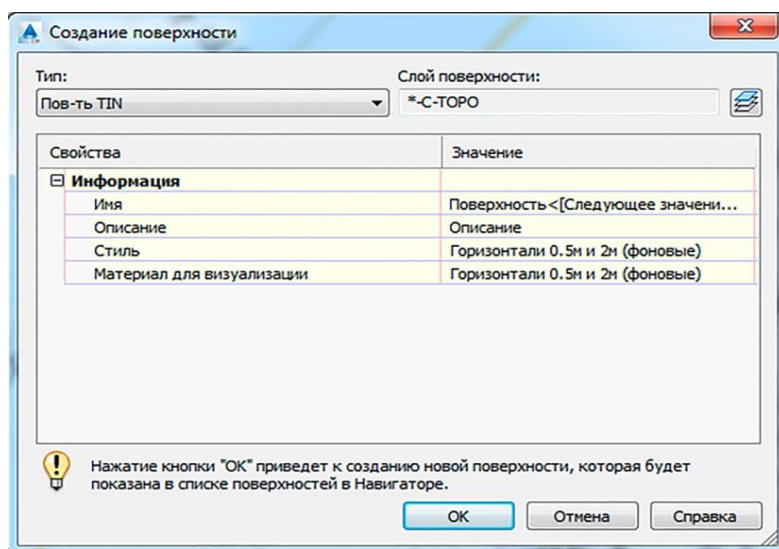 Создание поверхности
Тип:
Слой поверхности:
Пов-ть TIN
*-C-TOPO
Свойства
Значение
Информация
Имя
Поверхность<[Следующее значени...
Описание
Описание
Стиль
Горизонтали 0.5м и 2м (фоновые)
Материал для визуализации
Горизонтали 0.5м и 2м (фоновые)
Нажатие кнопки "ОК" приведет к созданию новой поверхности, которая будет
показана в списке поверхностей в Навигаторе.
ОК
Отмена
Справка